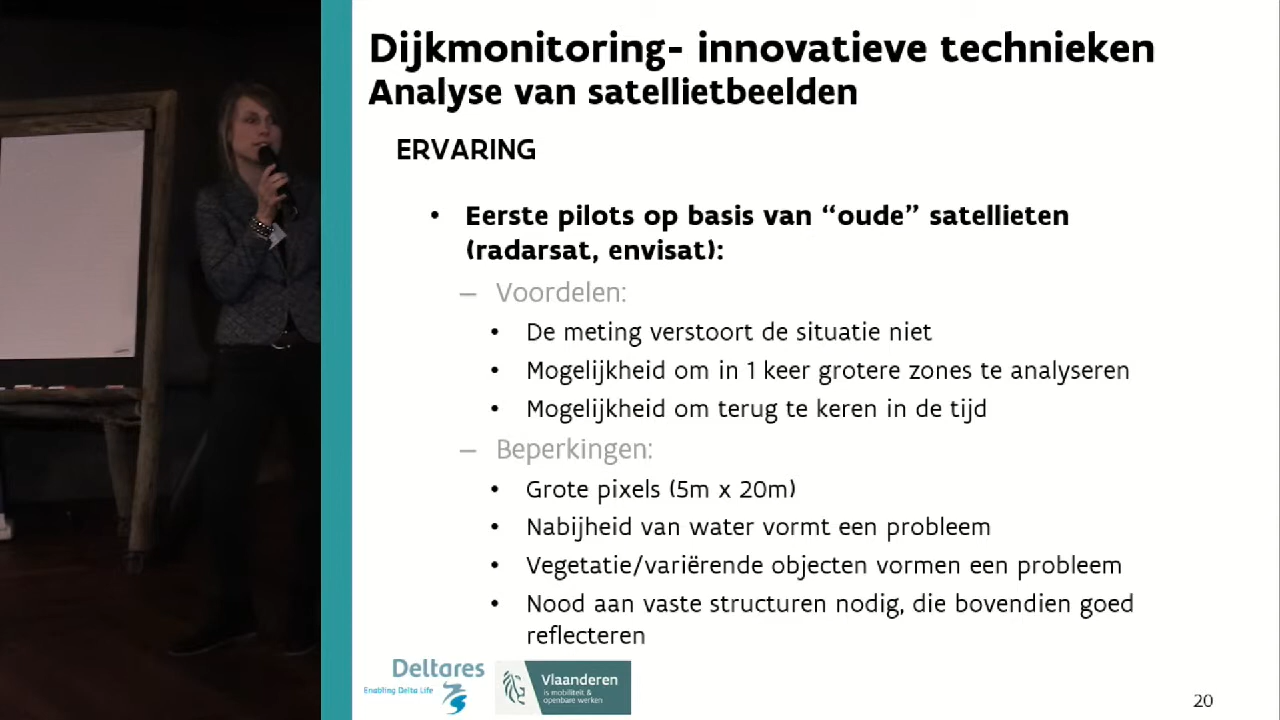 Dijkmonitoring- innovatieve technieken
Analyse van satellietbeelden
ERVARING
• Eerste pilots op basis van “oude” satellieten
(radarsat, envisat):
– Voordelen:
• De meting verstoort de situatie niet
• Mogelijkheid om in 1 keer grotere zones te analyseren
• Mogelijkheid om terug te keren in de tijd
– Beperkingen:
• Grote pixels (5m x 20m)
• Nabijheid van water vormt een probleem
• Vegetatie/variërende objecten vormen een probleem
• Nood aan vaste structuren nodig, die bovendien goed
reflecteren
Deltares
Enabling Delta Life
Vlaanderen
is mobiliteit &
openbare werken
20